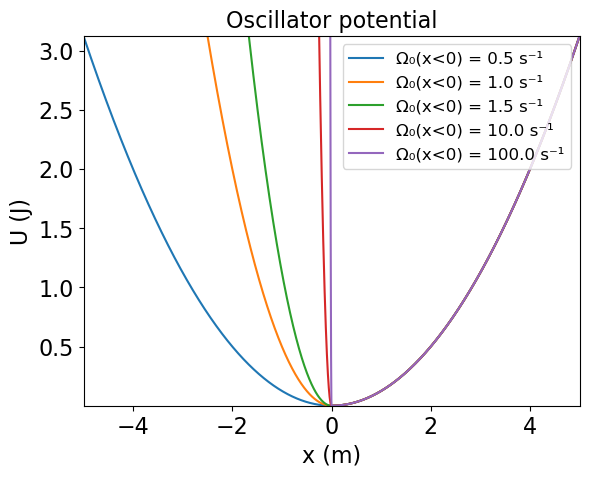 Oscillator potential
U (J)
3.0
2.5
2.0
1.5
1.0
0.5
Ω₀(x<0) = 0.5 s⁻¹
Ω₀(x<0) = 1.0 s⁻¹
Ω₀(x<0) = 1.5 s⁻¹
Ω₀(x<0) = 10.0 s⁻¹
Ω₀(x<0) = 100.0 s⁻¹
−4 −2 0 2 4
x (m)